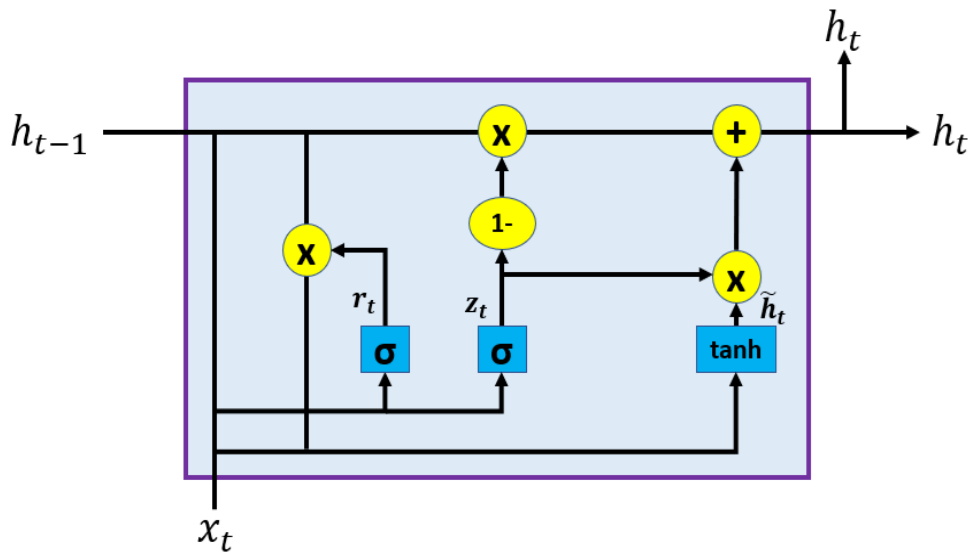 h_t
h_{t-1}
x
+
h_t
1-
x
x
r_t
z_t
h̃_t
σ
σ
tanh
x_t